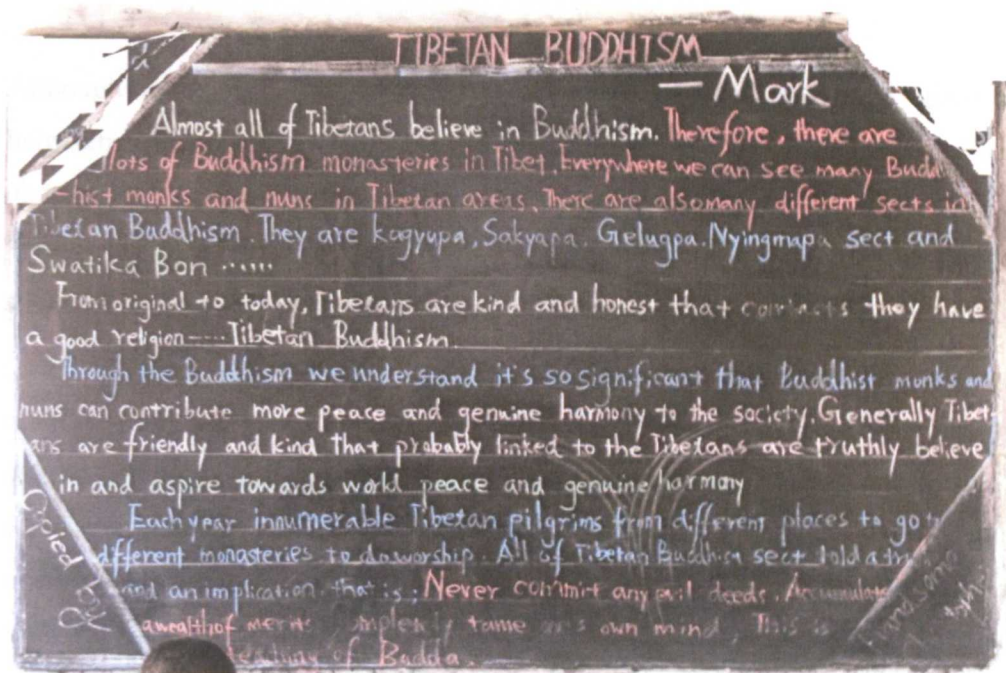 TIBETAN BUDDHISM
— Mark
Almost all of Tibetans believe in Buddhism. Therefore, there are
lots of Buddhism monasteries in Tibet. Everywhere we can see many Budd
-hist monks and nuns in Tibetan areas. There are also many different sects in
Tibetan Buddhism. They are kagyupa, Sakyapa, Gelugpa, Nyingmapa sect and
Swatika Bon ......
From original to today, Tibetans are kind and honest that they have
a good religion ---- Tibetan Buddhism.
Through the Buddhism we understand it's so significant that Buddhist monks and
nuns can contribute more peace and genuine harmony to the society. Generally Tibet-
ans are friendly and kind that probably linked to the Tibetans are truthly believe
in and aspire towards world peace and genuine harmony
Each year innumerable Tibetan pilgrims from different places to go
different monasteries to do worship. All of Tibetan sect told a
and an implication that is; Never commit any evil deeds. Accumulate
a wealth of merit tame own mind, This is
of Budda.
Copied by